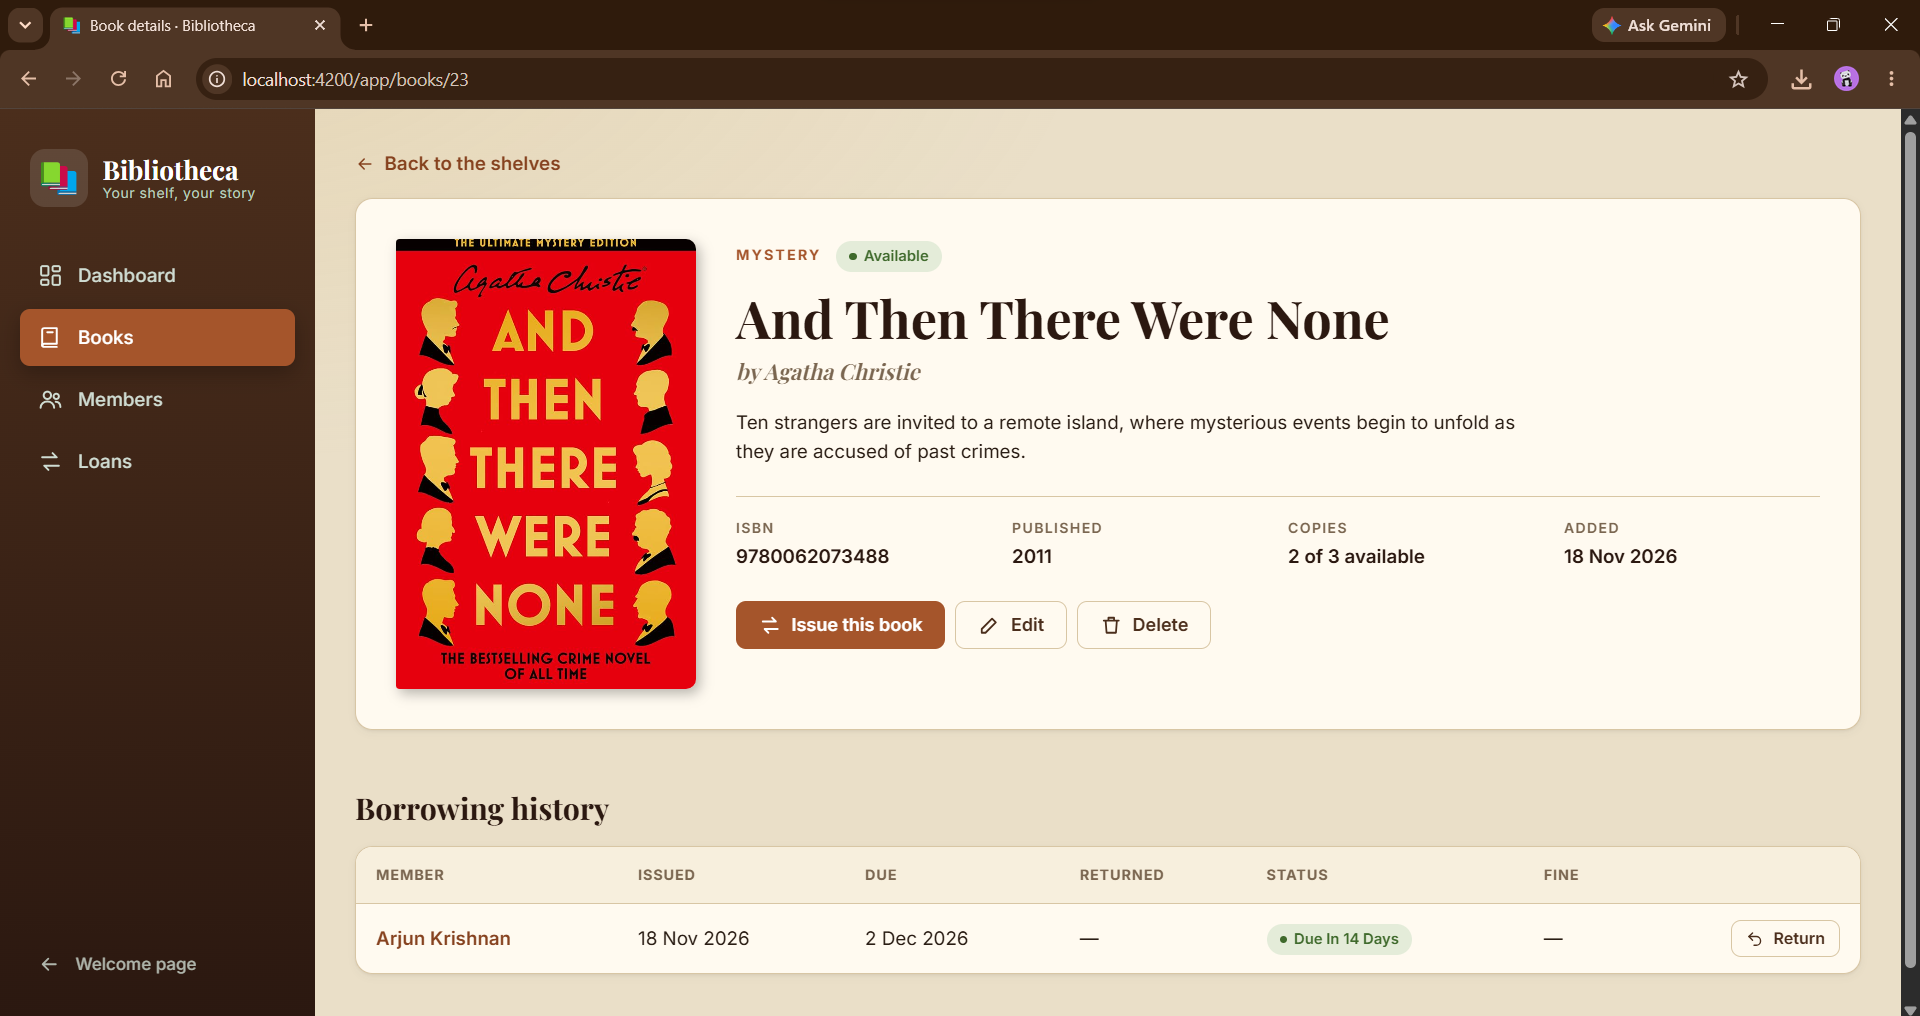 Book details · Bibliotheca
Ask Gemini
localhost:4200/app/books/23
Bibliotheca
Your shelf, your story
Dashboard
Books
Members
Loans
Welcome page
Back to the shelves
THE ULTIMATE MYSTERY EDITION
Agatha Christie
AND
THEN
THERE
WERE
NONE
THE BESTSELLING CRIME NOVEL
OF ALL TIME
MYSTERY
Available
And Then There Were None
by Agatha Christie
Ten strangers are invited to a remote island, where mysterious events begin to unfold as
they are accused of past crimes.
ISBN PUBLISHED COPIES ADDED
9780062073488 2011 2 of 3 available 18 Nov 2026
Issue this book Edit Delete
Borrowing history
MEMBER ISSUED DUE RETURNED STATUS FINE
Arjun Krishnan 18 Nov 2026 2 Dec 2026 — Due In 14 Days — Return